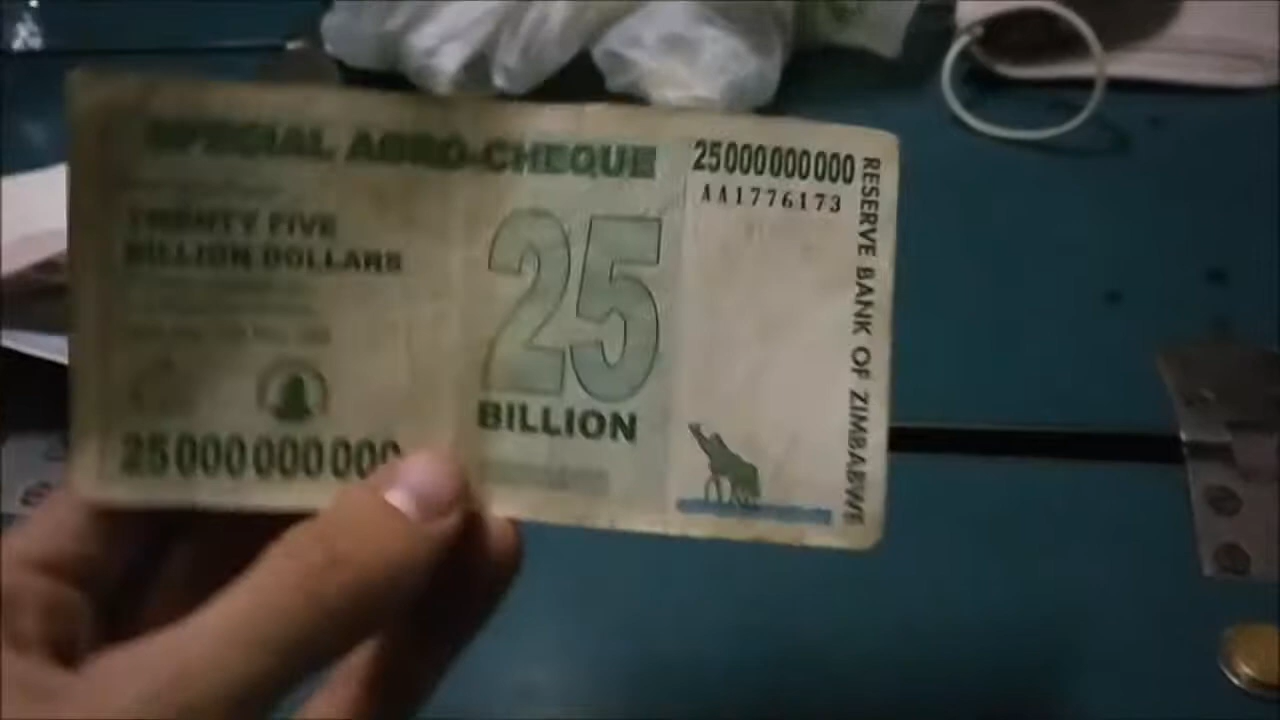 SPECIAL AGRO-CHEQUE
25000000000
AA1776173
TWENTY FIVE
BILLION DOLLARS
25
BILLION
25000000000
RESERVE BANK OF ZIMBABWE